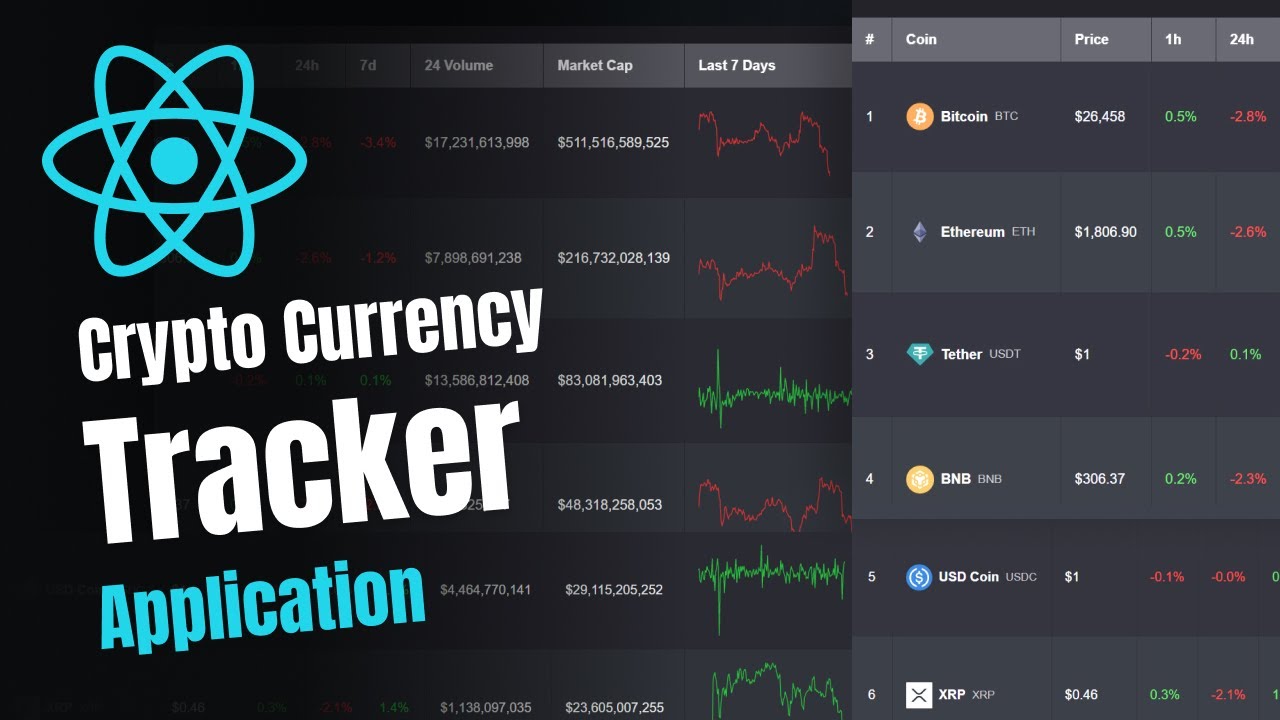 24h 7d 24 Volume Market Cap Last 7 Days
-3.4% $17,231,613,998 $511,516,589,525
-2.6% -1.2% $7,898,691,238 $216,732,028,139
-0.2% 0.1% 0.1% $13,586,812,408 $83,081,963,403
$48,318,258,053
$4,464,770,141 $29,115,205,252
XRP $0.46 0.3% -2.1% 1.4% $1,138,097,035 $23,605,007,255
Crypto Currency
Tracker
Application
# Coin Price 1h 24h
1 Bitcoin BTC $26,458 0.5% -2.8%
2 Ethereum ETH $1,806.90 0.5% -2.6%
3 Tether USDT $1 -0.2% 0.1%
4 BNB BNB $306.37 0.2% -2.3%
5 USD Coin USDC $1 -0.1% -0.0%
6 XRP XRP $0.46 0.3% -2.1%